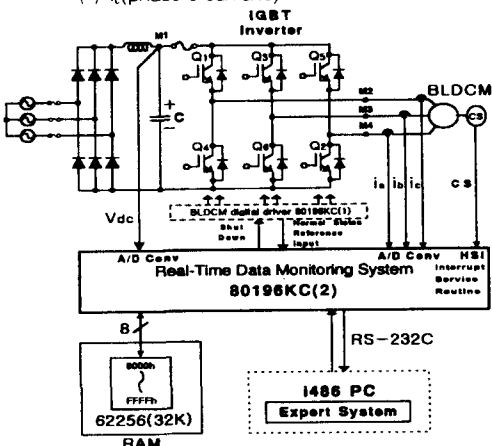 IGBT
Inverter
M1
Q1
Q3
Q5
+
C
−
M2
M3
M4
BLDCM
CS
Q4
Q6
Q2
ia ib ic
CS
Vdc
BLDCM digital driver 80196KC(1)
Shut
Down
Normal States
Reference
Input
A/D Conv
A/D Conv
HSI
Real-Time Data Monitoring System
80196KC(2)
Interrupt
Service
Routine
8
RS-232C
8000h
FFFFh
62256(32K)
RAM
i486 PC
Expert System